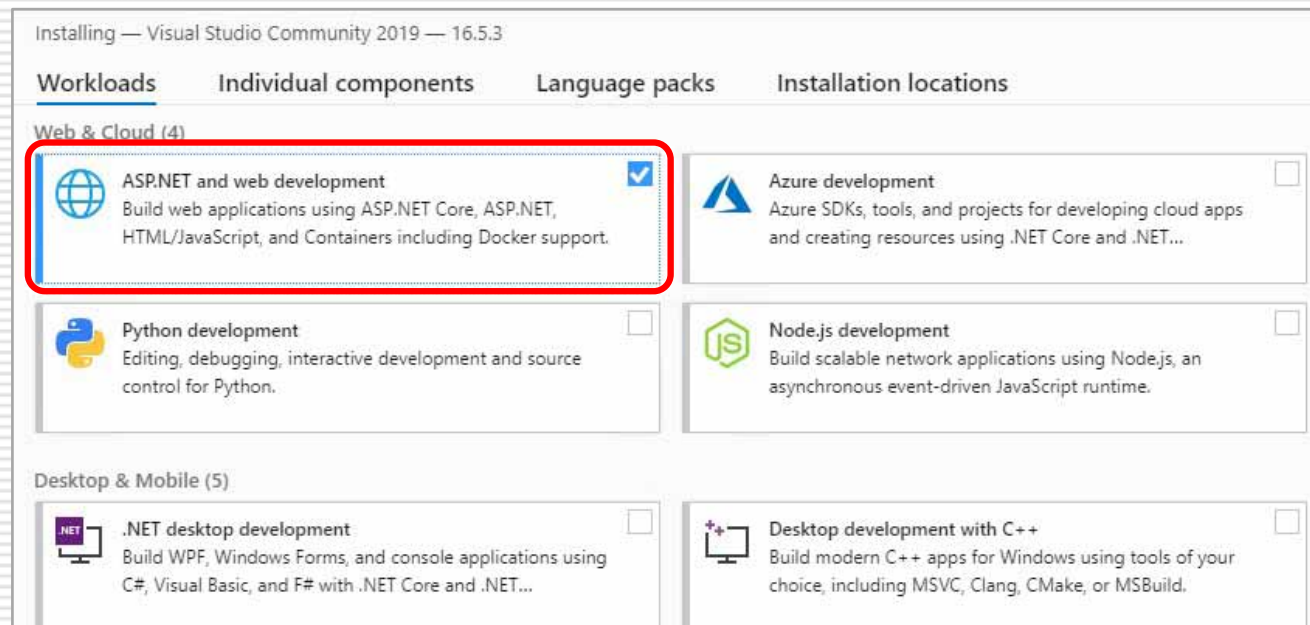 Installing — Visual Studio Community 2019 — 16.5.3
Workloads Individual components Language packs Installation locations
Web & Cloud (4)
ASP.NET and web development
Build web applications using ASP.NET Core, ASP.NET,
HTML/JavaScript, and Containers including Docker support.
Azure development
Azure SDKs, tools, and projects for developing cloud apps
and creating resources using .NET Core and .NET...
Python development
Editing, debugging, interactive development and source
control for Python.
JS
Node.js development
Build scalable network applications using Node.js, an
asynchronous event-driven JavaScript runtime.
Desktop & Mobile (5)
.NET
.NET desktop development
Build WPF, Windows Forms, and console applications using
C#, Visual Basic, and F# with .NET Core and .NET...
Desktop development with C++
Build modern C++ apps for Windows using tools of your
choice, including MSVC, Clang, CMake, or MSBuild.